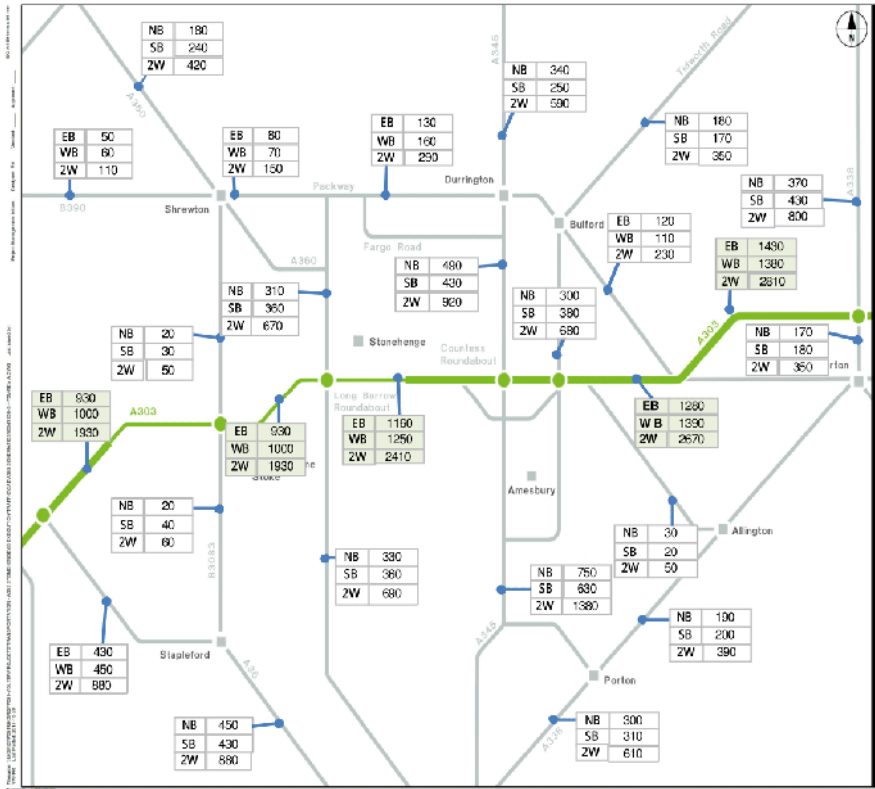 NB 180
SB 240
2W 420
A360
EB 50
WB 60
2W 110
B390
Shrewton
EB 80
WB 70
2W 150
Packway
EB 130
WB 160
2W 290
Durrington
A345
NB 340
SB 250
2W 590
Tidworth Road
N
NB 180
SB 170
2W 350
A338
NB 370
SB 430
2W 800
Bulford
EB 120
WB 110
2W 230
EB 1430
WB 1380
2W 2810
Fargo Road
A360
NB 490
SB 430
2W 920
NB 310
SB 360
2W 670
NB 300
SB 380
2W 680
NB 20
SB 30
2W 50
Stonehenge
Countess
Roundabout
A303
NB 170
SB 180
2W 350
EB 930
WB 1000
2W 1930
A303
Long Barrow
Roundabout
EB 930
WB 1000
2W 1930
Stoke
EB 1160
WB 1250
2W 2410
EB 1280
WB 1390
2W 2670
Amesbury
NB 20
SB 40
2W 60
B3083
NB 30
SB 20
2W 50
Allington
NB 330
SB 360
2W 690
NB 750
SB 630
2W 1380
NB 190
SB 200
2W 390
EB 430
WB 450
2W 880
Stapleford
A36
A345
Porton
NB 450
SB 430
2W 880
A338
NB 300
SB 310
2W 610